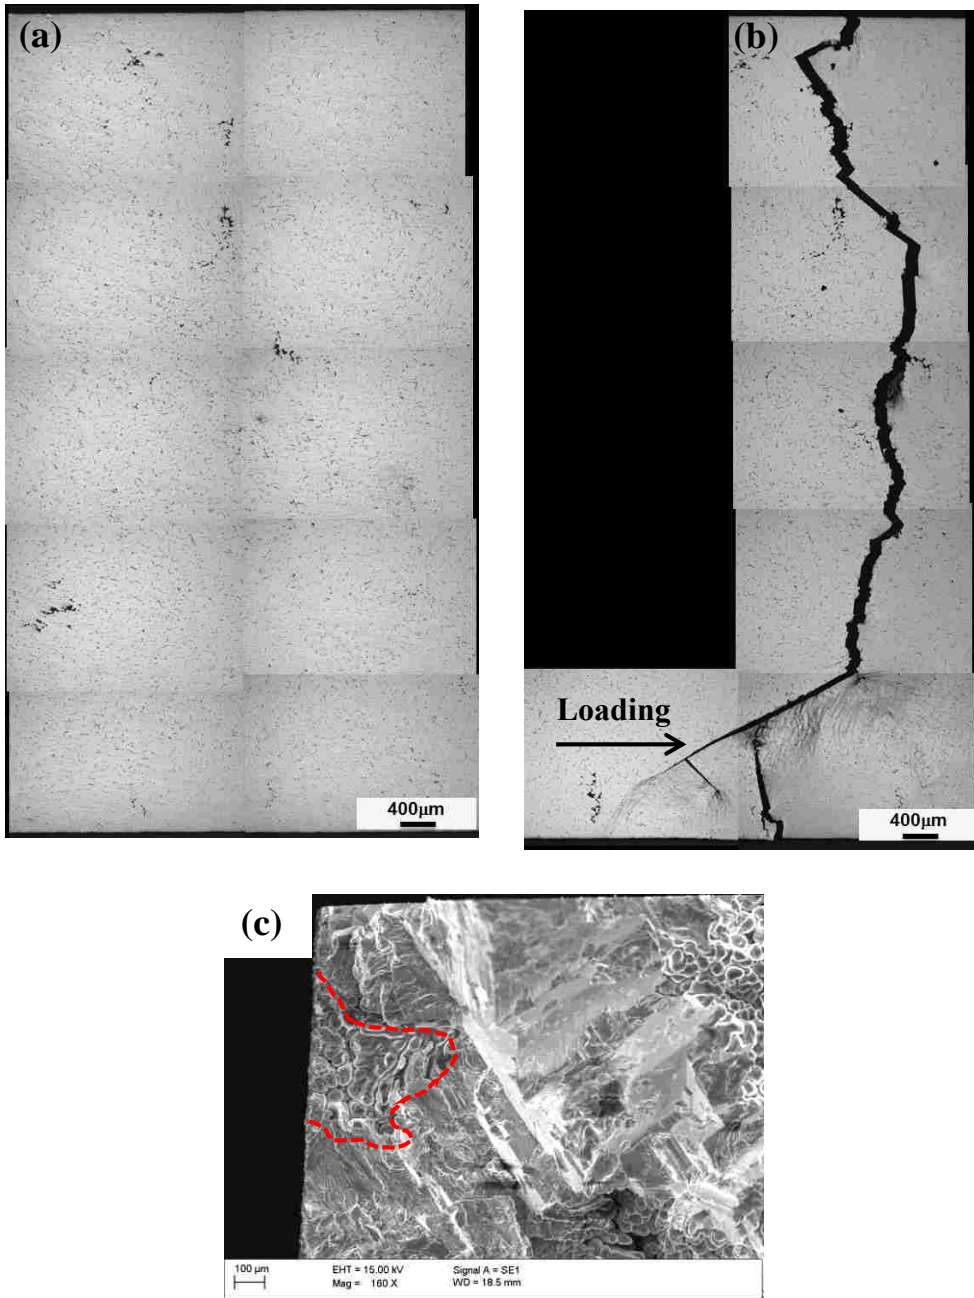 (a)
400μm
(b)
Loading
400μm
(c)
100 μm
EHT = 15.00 kV
Signal A = SE1
Mag = 160 X
WD = 18.5 mm